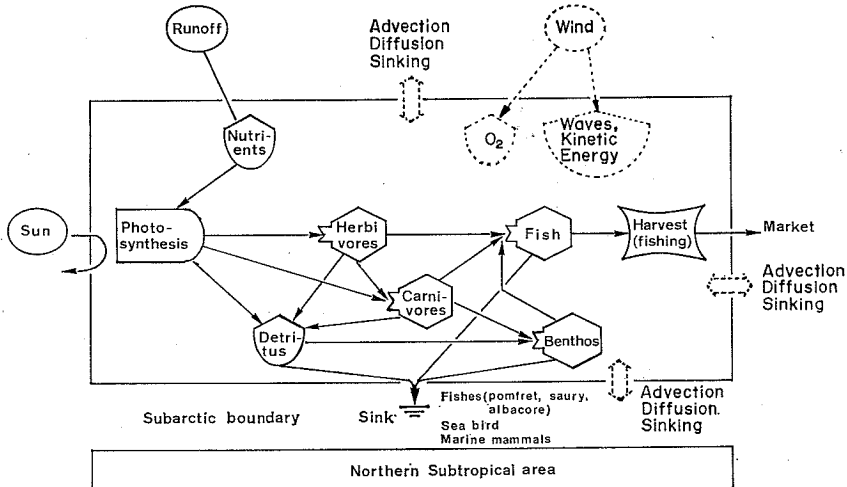 Runoff
Advection
Diffusion
Sinking
Wind
Nutri-
ents
O2
Waves,
Kinetic
Energy
Sun
Photo-
synthesis
Herbi
vores
Fish
Harvest
(fishing)
Market
Carni-
vores
Advection
Diffusion
Sinking
Detri-
tus
Benthos
Subarctic boundary
Sink
Fishes(pomfret, saury,
albacore)
Sea bird
Marine mammals
Advection
Diffusion.
Sinking
Northern Subtropical area